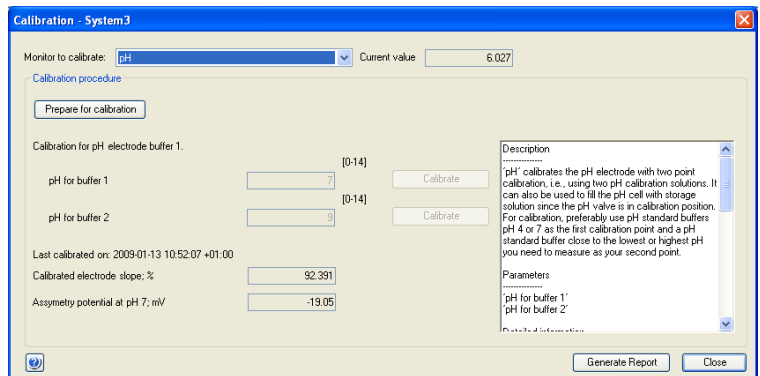 Calibration - System3
Monitor to calibrate: pH Current value 6.027
Calibration procedure
Prepare for calibration
Calibration for pH electrode buffer 1.
[0-14]
pH for buffer 1 7 Calibrate
[0-14]
pH for buffer 2 9 Calibrate
Last calibrated on: 2009-01-13 10:52:07 +01:00
Calibrated electrode slope; % 92.391
Assymetry potential at pH 7; mV -19.05
Description
---------------
'pH' calibrates the pH electrode with two point
calibration, i.e., using two pH calibration solutions. It
can also be used to fill the pH cell with storage
solution since the pH valve is in calibration position.
For calibration, preferably use pH standard buffers
pH 4 or 7 as the first calibration point and a pH
standard buffer close to the lowest or highest pH
you need to measure as your second point.
Parameters
---------------
'pH for buffer 1'
'pH for buffer 2'
Detailed information
Generate Report Close